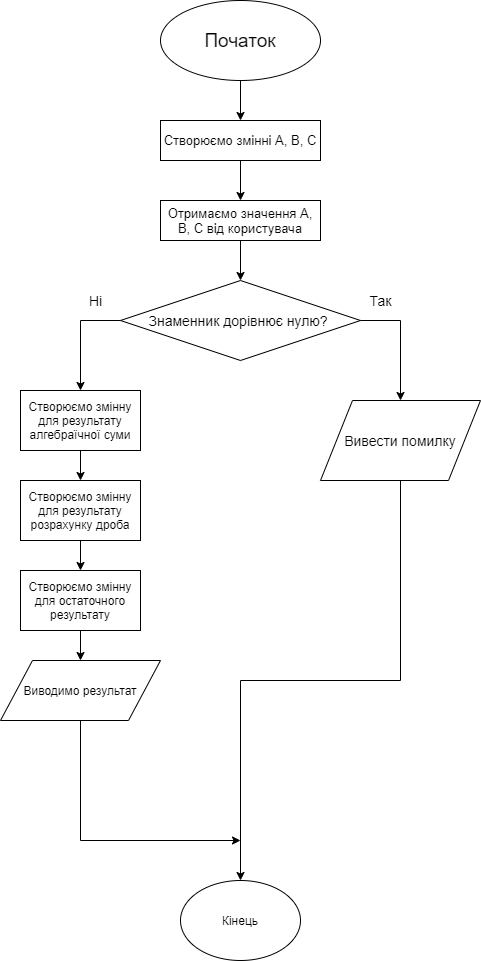 Початок
Створюємо змінні A, B, C
Отримаємо значення A,
B, C від користувача
Ні
Так
Знаменник дорівнює нулю?
Створюємо змінну
для результату
алгебраїчної суми
Вивести помилку
Створюємо змінну
для результату
розрахунку дроба
Створюємо змінну
для остаточного
результату
Виводимо результат
Кінець